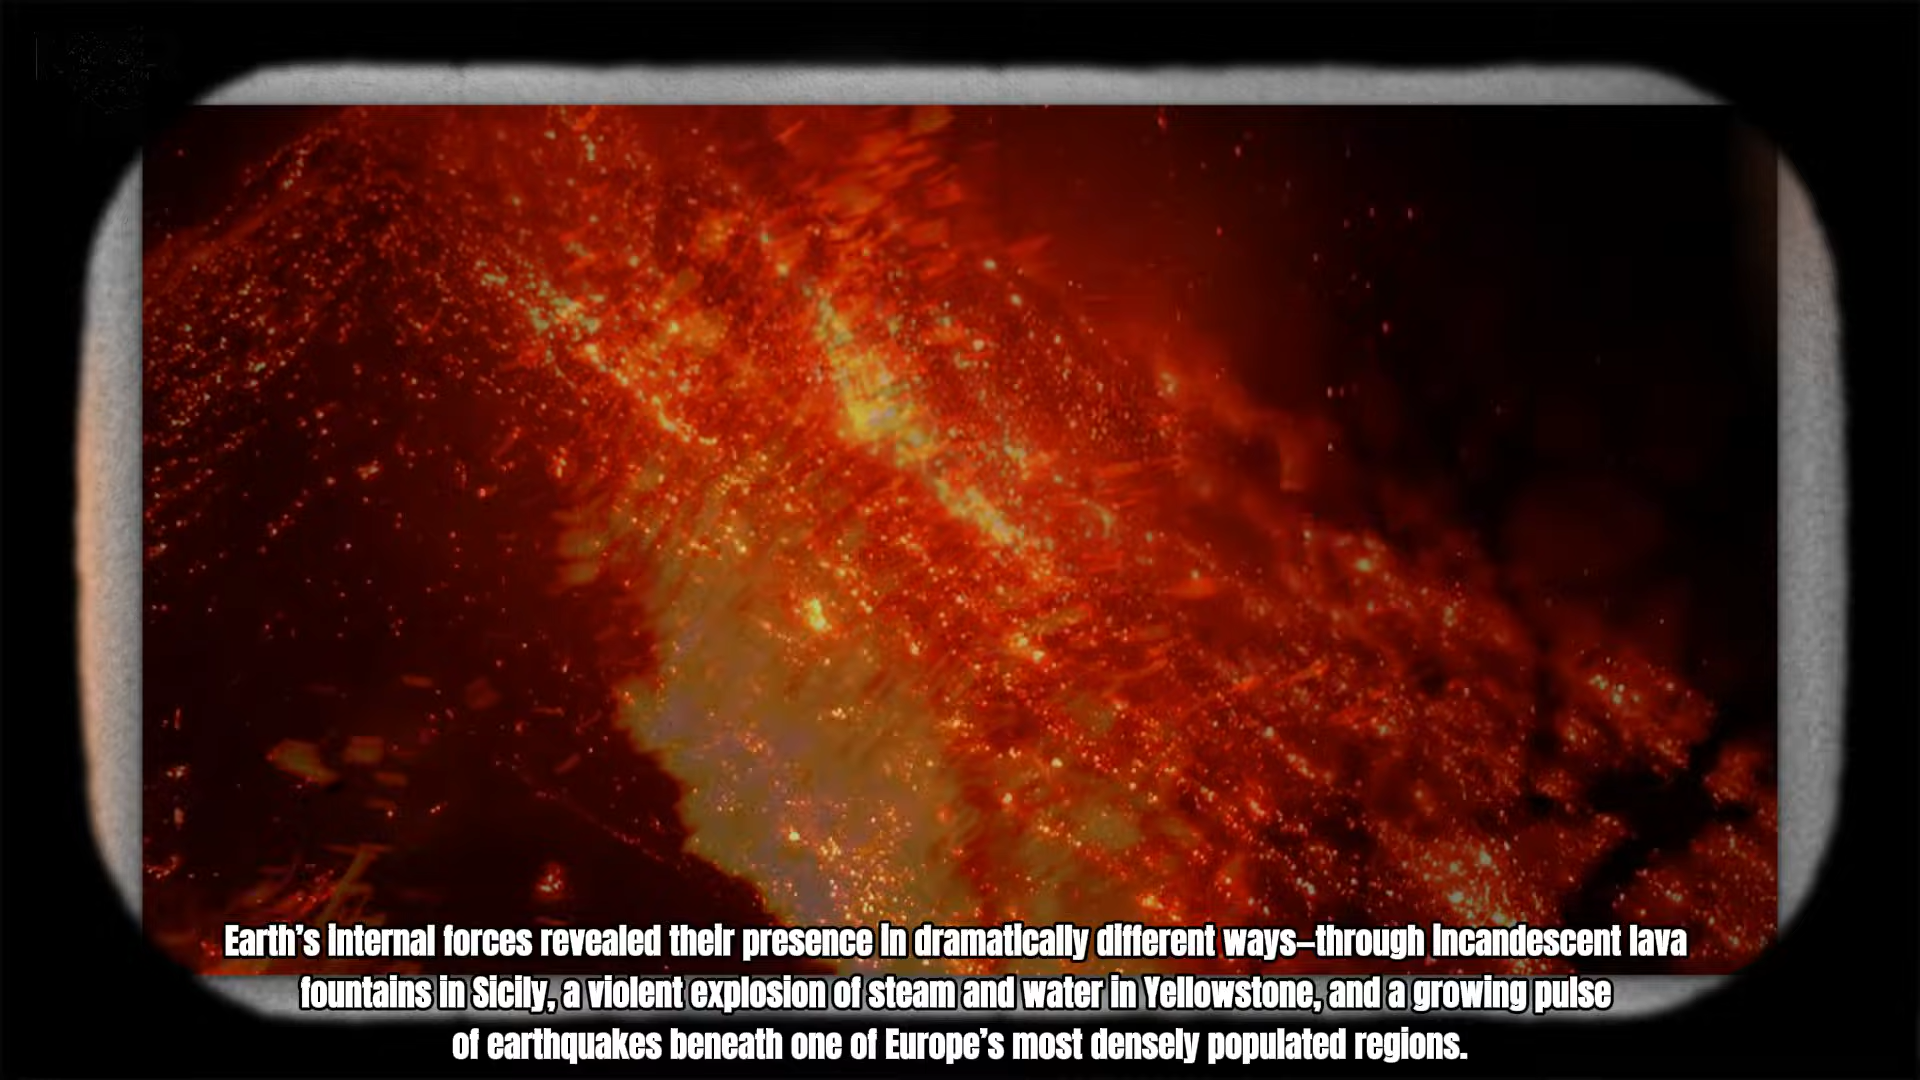 Earth’s internal forces revealed their presence in dramatically different ways—through incandescent lava
fountains in Sicily, a violent explosion of steam and water in Yellowstone, and a growing pulse
of earthquakes beneath one of Europe’s most densely populated regions.